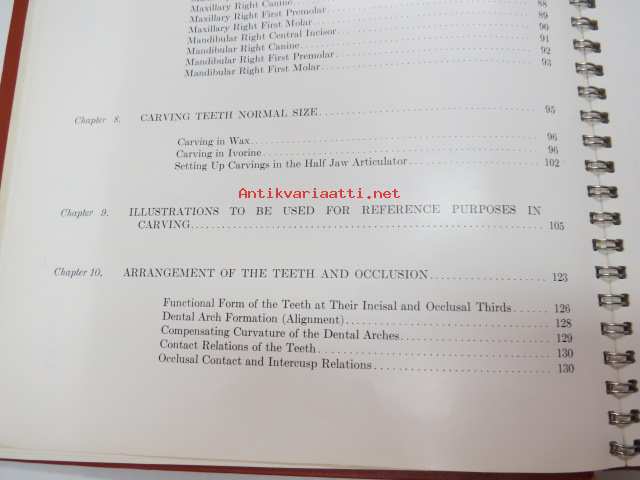 Maxillary Right Canine 88
Maxillary Right First Premolar 89
Maxillary Right First Molar 90
Mandibular Right Central Incisor 91
Mandibular Right Canine 92
Mandibular Right First Premolar 93
Mandibular Right First Molar
Chapter 8. CARVING TEETH NORMAL SIZE 95
Carving in Wax 96
Carving in Ivorine 96
Setting Up Carvings in the Half Jaw Articulator 102
Antikvariaatti.net
Chapter 9. ILLUSTRATIONS TO BE USED FOR REFERENCE PURPOSES IN
CARVING 105
Chapter 10. ARRANGEMENT OF THE TEETH AND OCCLUSION 123
Functional Form of the Teeth at Their Incisal and Occlusal Thirds 126
Dental Arch Formation (Alignment) 128
Compensating Curvature of the Dental Arches 129
Contact Relations of the Teeth 130
Occlusal Contact and Intercusp Relations 130